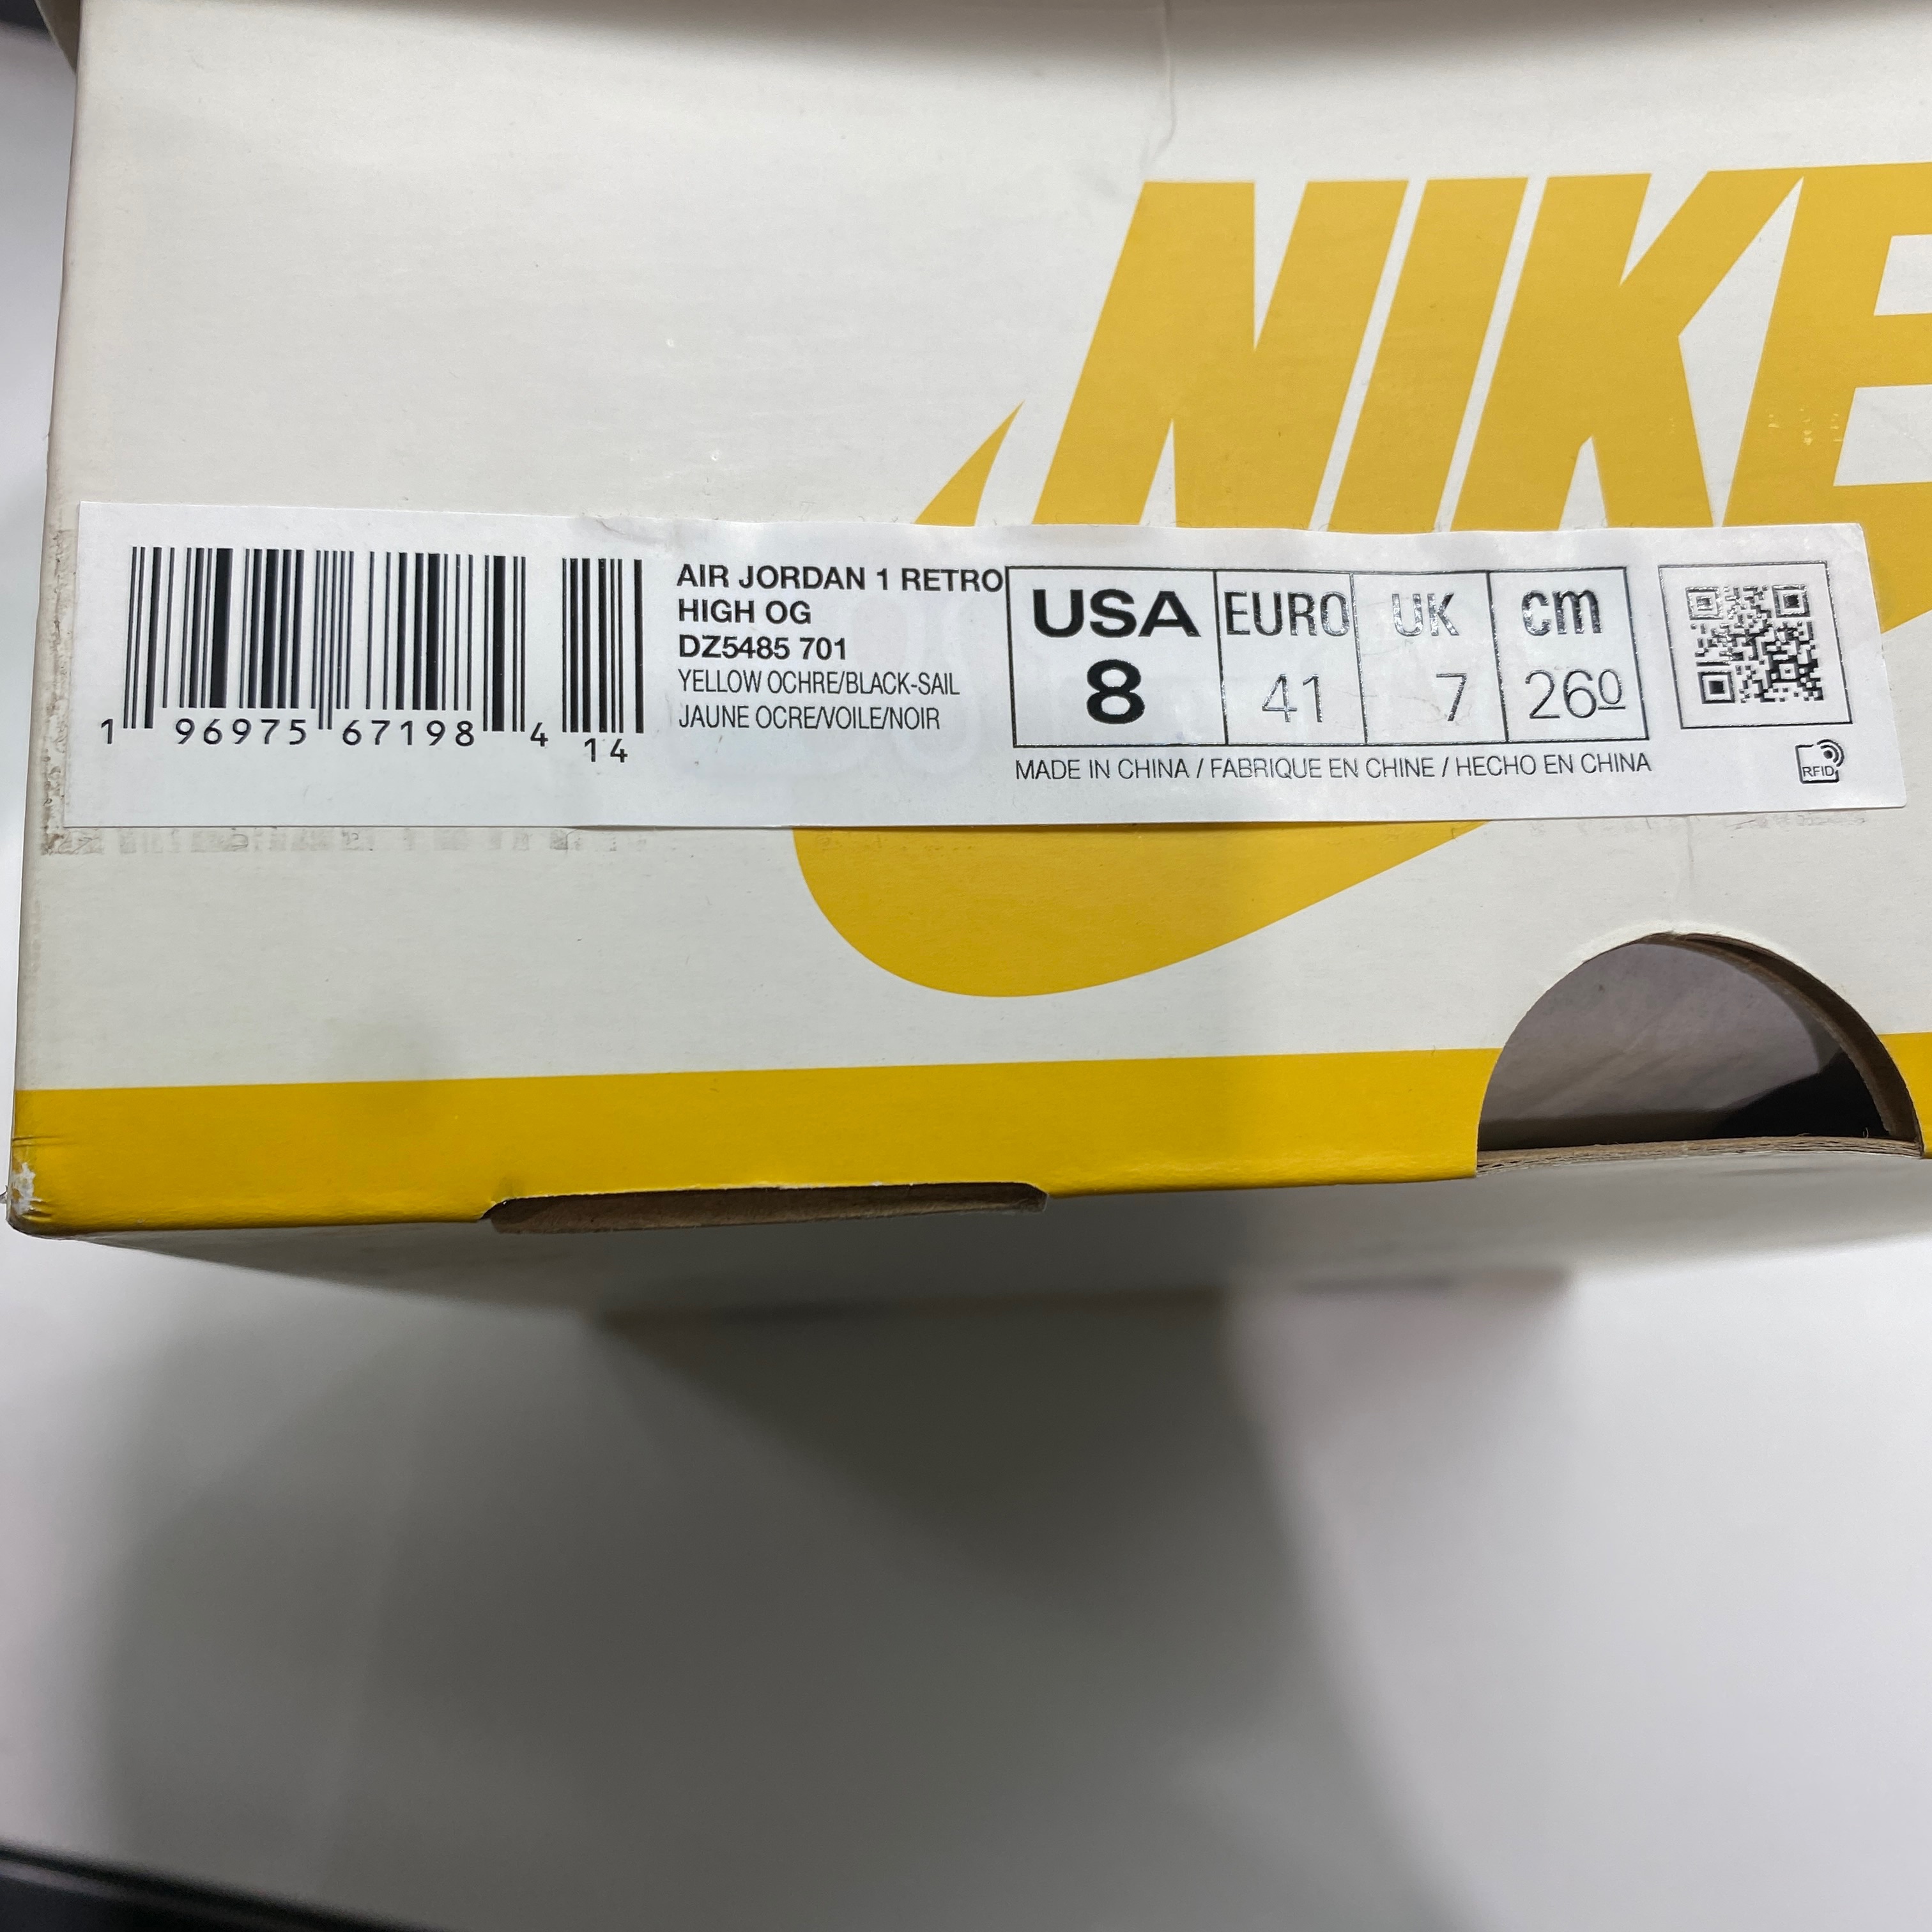 NIKE
AIR JORDAN 1 RETRO
HIGH OG
DZ5485 701
YELLOW OCHRE/BLACK-SAIL
JAUNE OCRE/VOILE/NOIR
1 96975 67198 4 14
USA EURO UK cm
8 41 7 260
MADE IN CHINA / FABRIQUE EN CHINE / HECHO EN CHINA
RFID